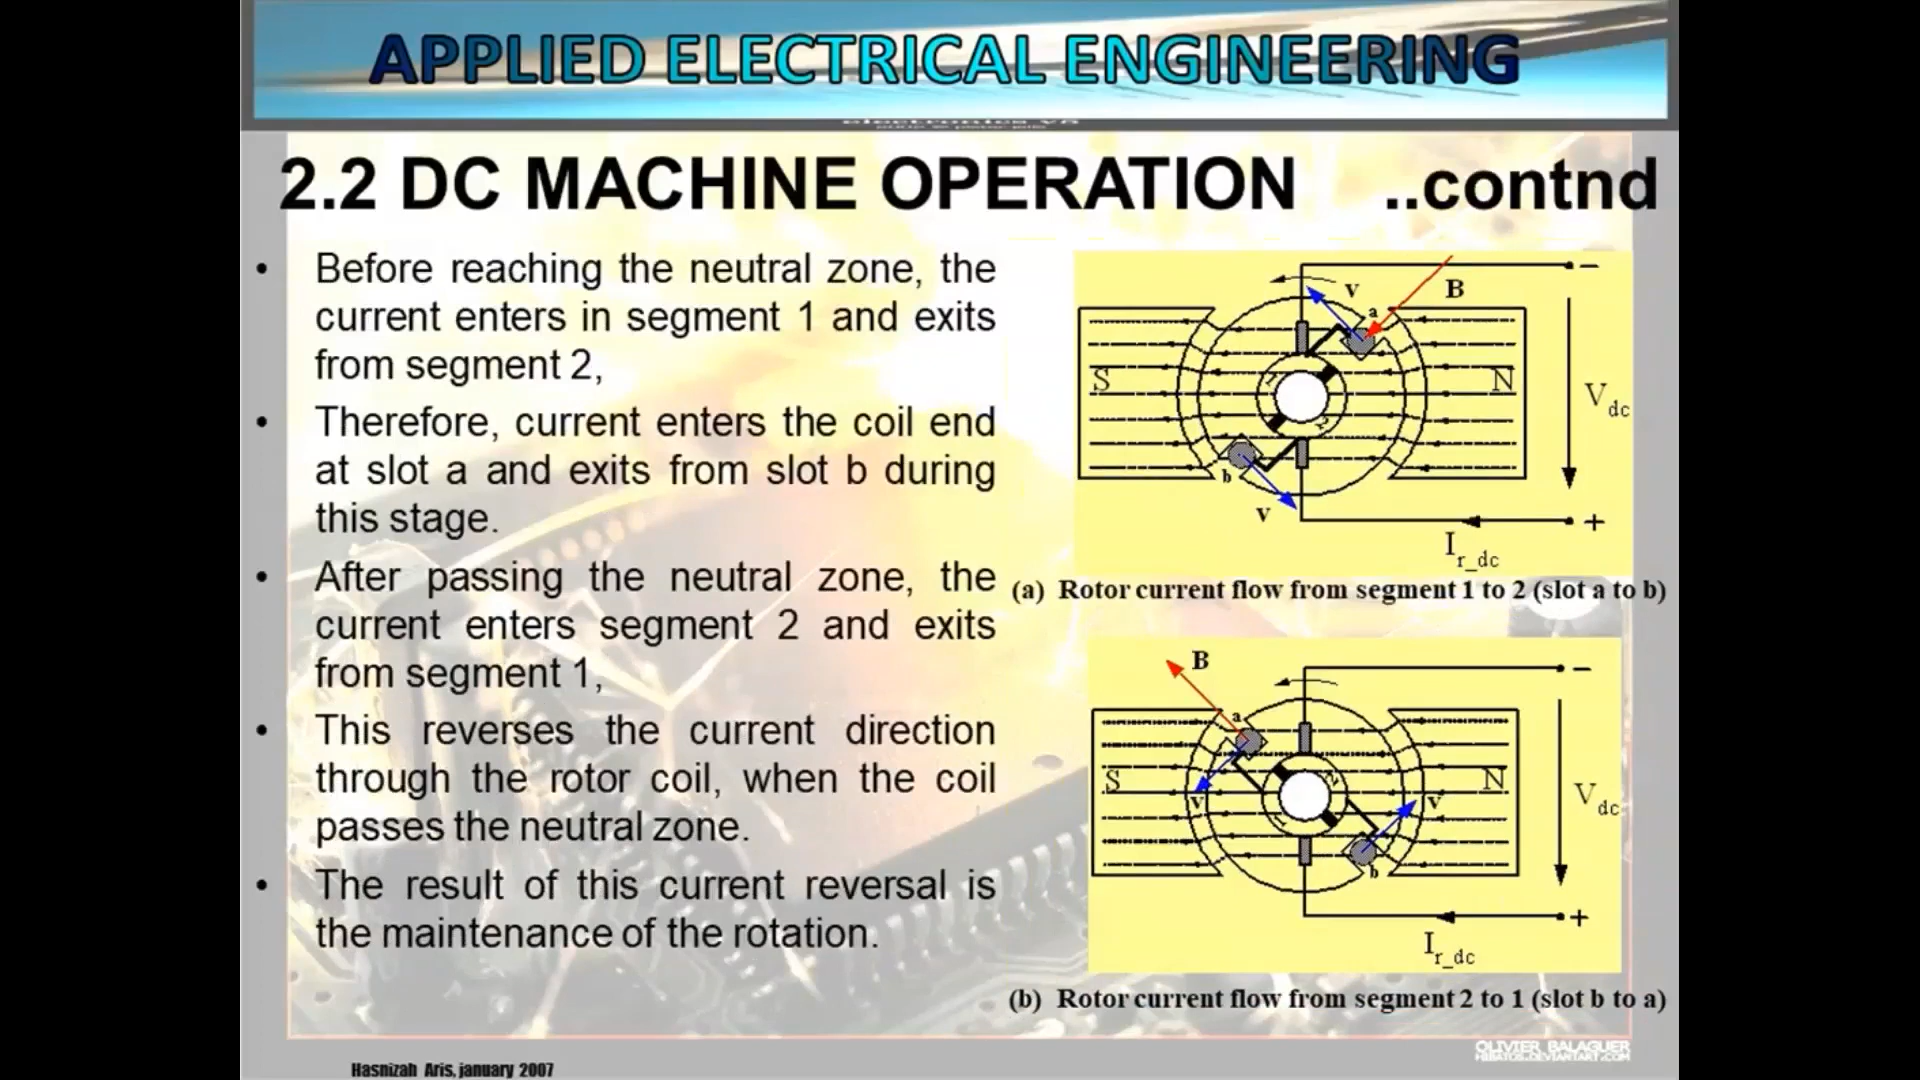 APPLIED ELECTRICAL ENGINEERING
2.2 DC MACHINE OPERATION ..contnd
• Before reaching the neutral zone, the
current enters in segment 1 and exits
from segment 2,
• Therefore, current enters the coil end
at slot a and exits from slot b during
this stage.
• After passing the neutral zone, the
current enters segment 2 and exits
from segment 1,
• This reverses the current direction
through the rotor coil, when the coil
passes the neutral zone.
• The result of this current reversal is
the maintenance of the rotation.
−
v
B
a
S
N
1
2
V dc
b
v
+
I r_dc
(a) Rotor current flow from segment 1 to 2 (slot a to b)
B
−
a
S
N
2
1
v
v
V dc
b
+
I r_dc
(b) Rotor current flow from segment 2 to 1 (slot b to a)
OLIVIER BALAGUER
Hasnizah Aris, january 2007